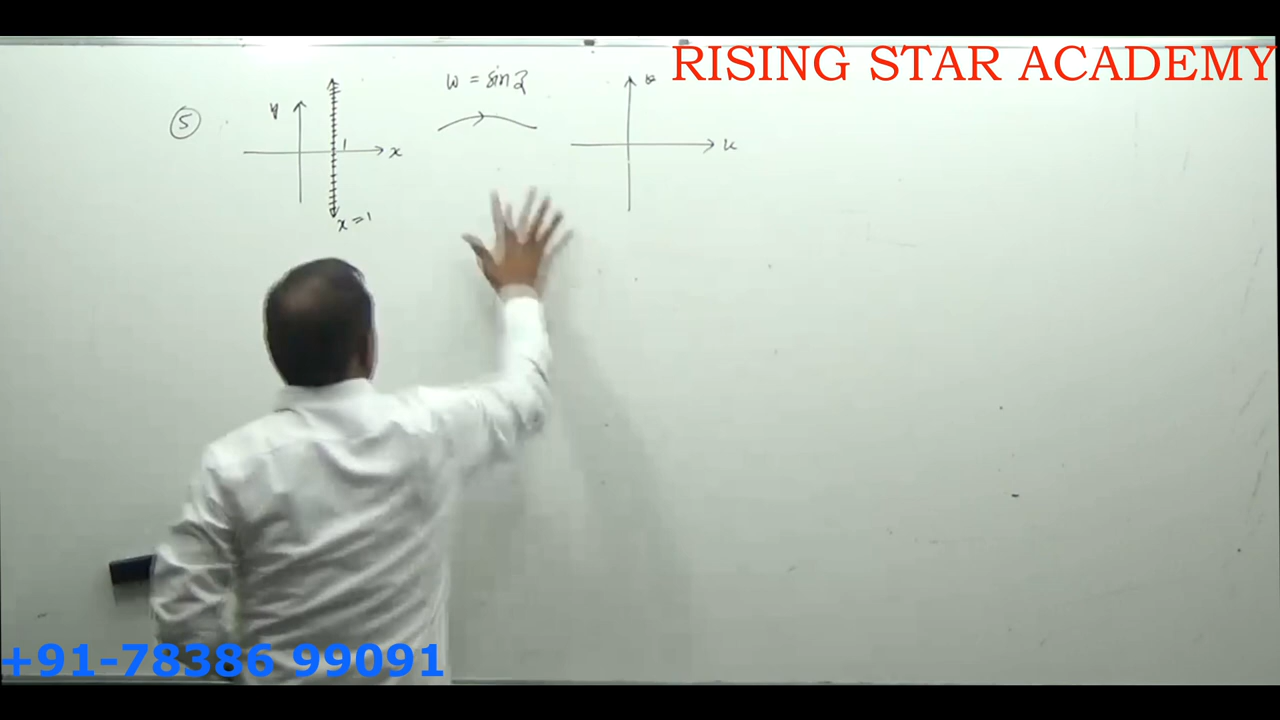 RISING STAR ACADEMY
w = sin z
5
y
1
x
u
x=1
+91-78386 99091